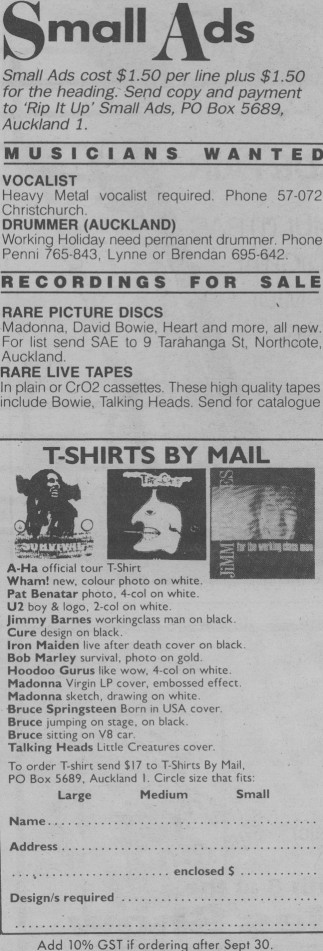 Small Ads
Small Ads cost $1.50 per line plus $1.50
for the heading. Send copy and payment
to 'Rip It Up' Small Ads, PO Box 5689,
Auckland 1.
MUSICIANS WANTED
VOCALIST
Heavy Metal vocalist required. Phone 57-072
Christchurch.
DRUMMER (AUCKLAND)
Working Holiday need permanent drummer. Phone
Penni 765-843, Lynne or Brendan 695-642.
RECORDINGS FOR SALE
RARE PICTURE DISCS
Madonna, David Bowie, Heart and more, all new.
For list send SAE to 9 Tarahanga St, Northcote,
Auckland.
RARE LIVE TAPES
In plain or CrO2 cassettes. These high quality tapes
include Bowie, Talking Heads. Send for catalogue
T-SHIRTS BY MAIL
SURVIVAL
The Cure
JIMMY BARNES
for the working class man
A-Ha official tour T-Shirt
Wham! new, colour photo on white.
Pat Benatar photo, 4-col on white.
U2 boy & logo, 2-col on white.
Jimmy Barnes workingclass man on black.
Cure design on black.
Iron Maiden live after death cover on black.
Bob Marley survival, photo on gold.
Hoodoo Gurus like wow, 4-col on white.
Madonna Virgin LP cover, embossed effect.
Madonna sketch, drawing on white.
Bruce Springsteen Born in USA cover.
Bruce jumping on stage, on black.
Bruce sitting on V8 car.
Talking Heads Little Creatures cover.
To order T-shirt send $17 to T-Shirts By Mail,
PO Box 5689, Auckland 1. Circle size that fits:
Large Medium Small
Name
Address
enclosed $
Design/s required
Add 10% GST if ordering after Sept 30.